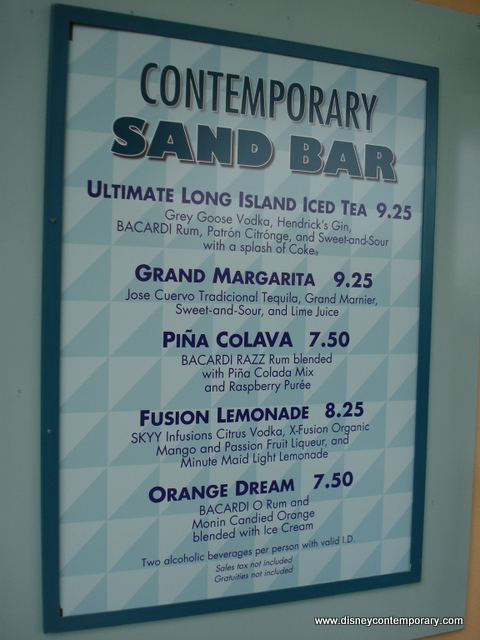 CONTEMPORARY
SAND BAR
ULTIMATE LONG ISLAND ICED TEA 9.25
Grey Goose Vodka, Hendrick's Gin,
BACARDI Rum, Patrón Citrónge, and Sweet-and-Sour
with a splash of Coke®
GRAND MARGARITA 9.25
Jose Cuervo Tradicional Tequila, Grand Marnier,
Sweet-and-Sour, and Lime Juice
PIÑA COLAVA 7.50
BACARDI RAZZ Rum blended
with Piña Colada Mix
and Raspberry Purée
FUSION LEMONADE 8.25
SKYY Infusions Citrus Vodka, X-Fusion Organic
Mango and Passion Fruit Liqueur, and
Minute Maid Light Lemonade
ORANGE DREAM 7.50
BACARDI O Rum and
Monin Candied Orange
blended with Ice Cream
Two alcoholic beverages per person with valid I.D.
Sales tax not included
Gratuities not included
www.disneycontemporary.com